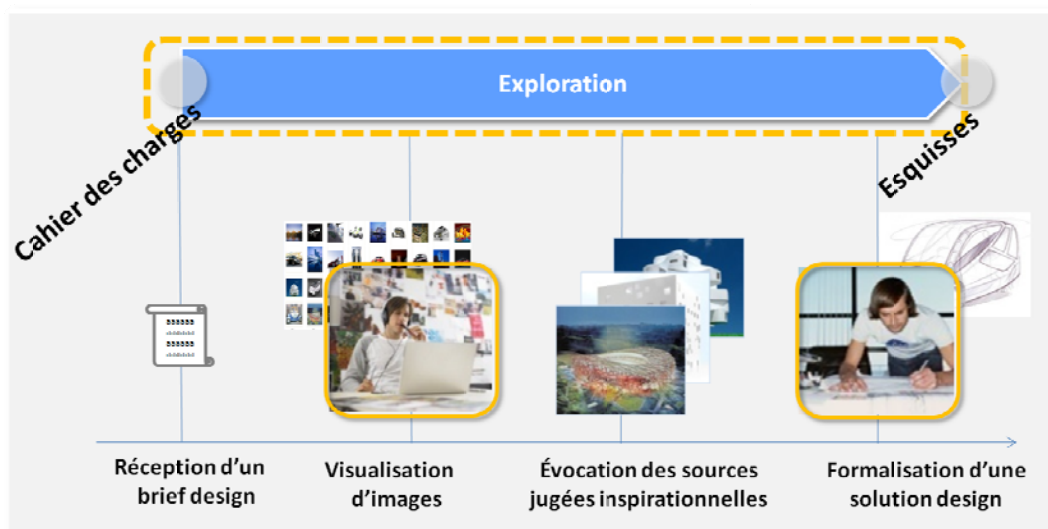 Exploration
Cahier des charges
Esquisses
Réception d'un
brief design
Visualisation
d'images
Évocation des sources
jugées inspirationnelles
Formalisation d'une
solution design